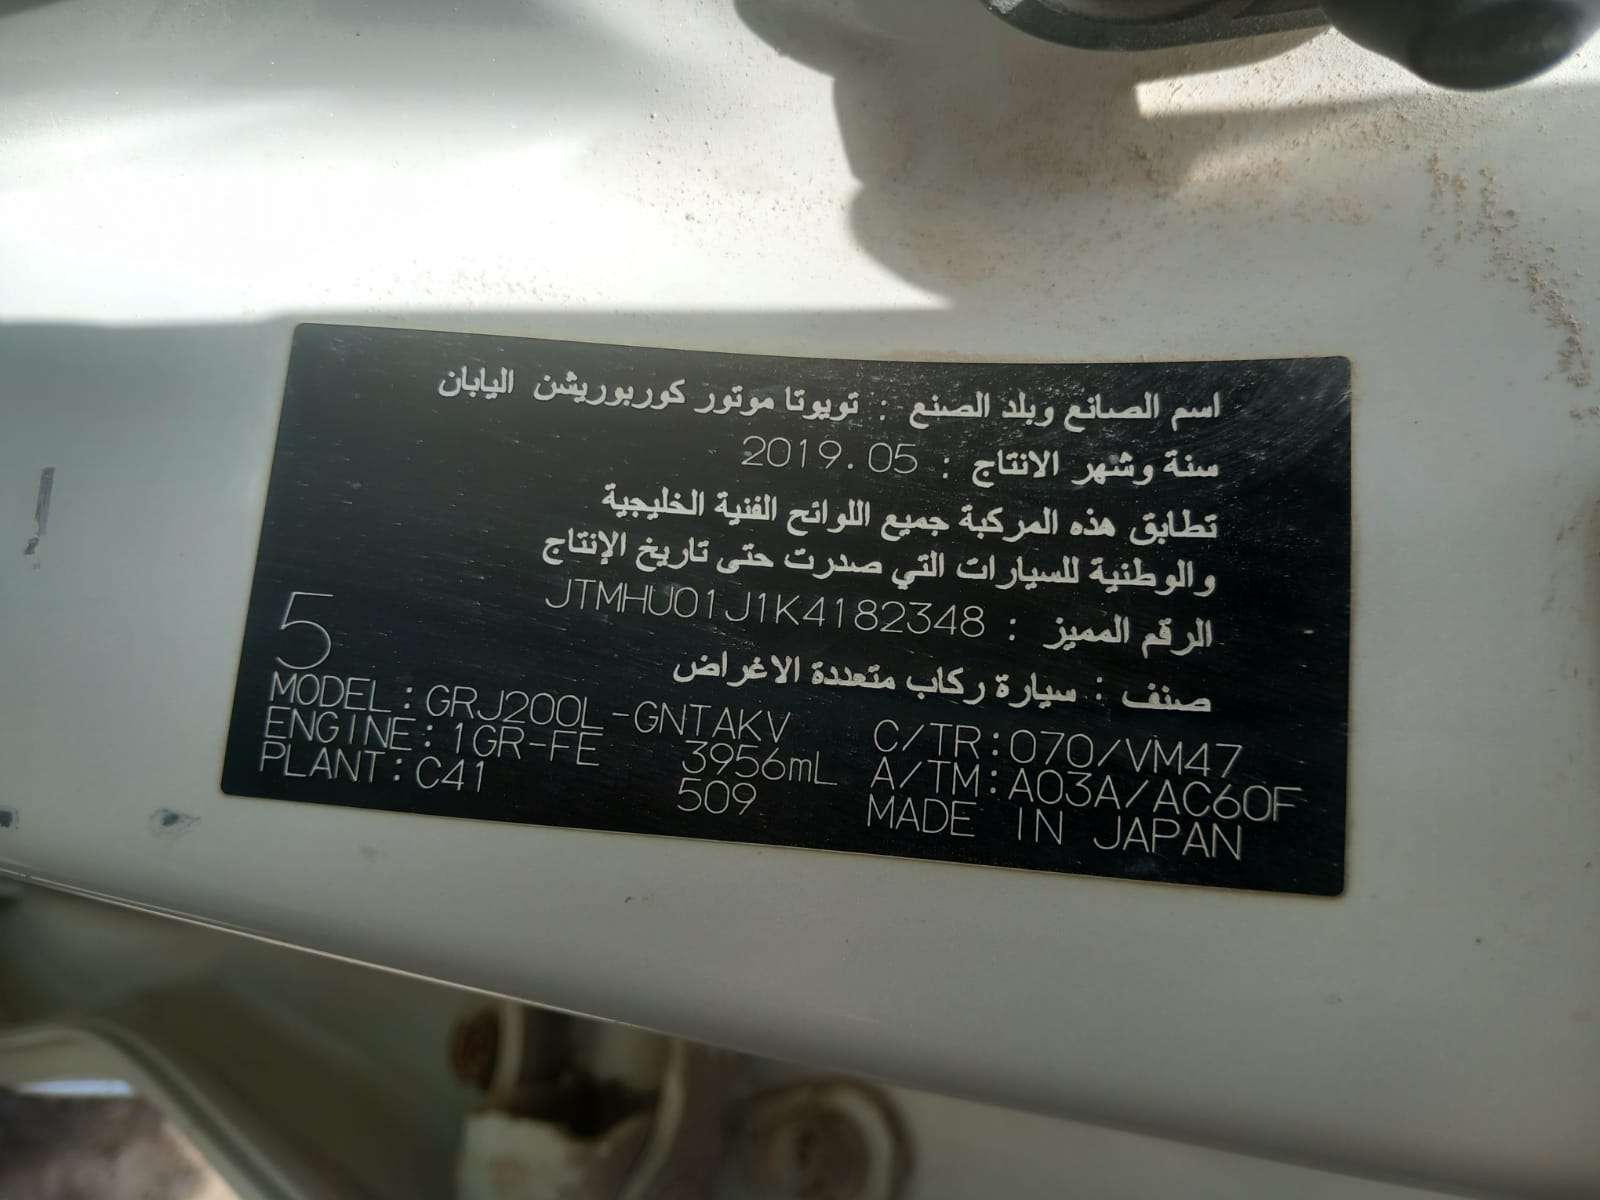 اسم الصانع وبلد الصنع : تويوتا موتور كوربوريشن اليابان
سنة وشهر الانتاج : 2019.05
تطابق هذه المركبة جميع اللوائح الفنية الخليجية
والوطنية للسيارات التي صدرت حتى تاريخ الإنتاج
الرقم المميز : JTMHU01J1K4182348
صنف : سيارة ركاب متعددة الاغراض
5
MODEL:GRJ200L-GNTAKV C/TR:070/VM47
ENGINE:1GR-FE 3956mL A/TM:A03A/AC60F
PLANT:C41 509 MADE IN JAPAN